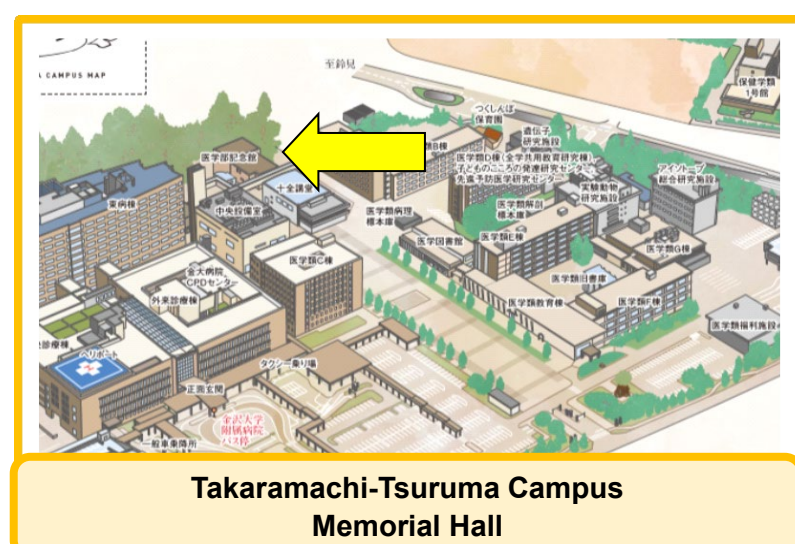 A CAMPUS MAP
至鈴見
保健学類
1号館
つくしんぼ
保育園
遺伝子
研究施設
医学部記念館
類B棟
医学類D棟(全学共用教育研究棟)
子どものこころの発達研究センター
先進予防医学研究センター
アイソトープ
総合研究施設
実験動物
研究施設
十全講堂
東病棟
中央設備室
医学類病理
標本庫
医学類解剖
標本庫
医学図書館
医学類E棟
医学類G棟
金大病院
CPDセンター
医学類C棟
医学類旧書庫
外来診療棟
医学類教育棟
医学類F棟
医学類福利施設
診療棟
ヘリポート
タクシー乗り場
正面玄関
金沢大学
附属病院
バス停
一般車乗降所
Takaramachi-Tsuruma Campus
Memorial Hall